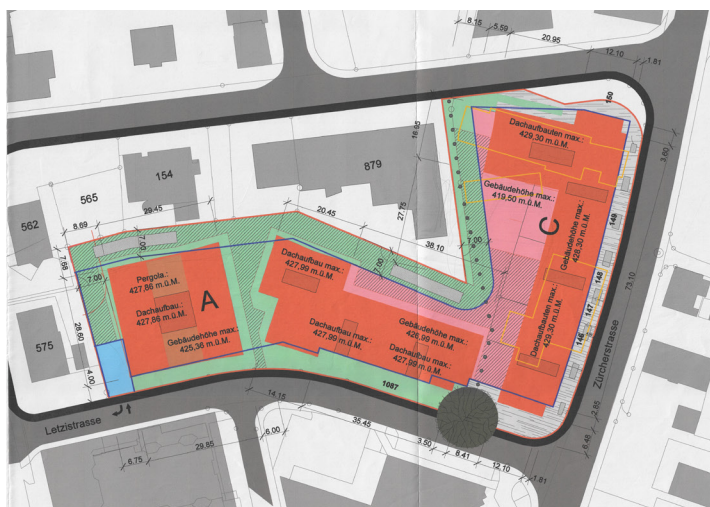 8.15
5.59
20.95
12.10
1.81
150
Dachaufbauten max.:
429,30 m.ü.M.
3.60
16.95
879
154
565
562
29.45
8.69
20.45
27.75
Gebäudehöhe max.:
419,50 m.ü.M.
C
Gebäudehöhe max.:
426,30 m.ü.M.
149
38.10
7.00
7.00
7.68
7.00
7.00
Pergola.:
427,86 m.ü.M.
Dachaufbau.:
427,86 m.ü.M.
A
Gebäudehöhe max.:
425,36 m.ü.M.
Dachaufbau max.:
427,99 m.ü.M.
148
73.10
147
146
Dachaufbauten max.:
429,30 m.ü.M.
Gebäudehöhe max.:
426,99 m.ü.M.
Dachaufbau max.:
427,99 m.ü.M.
Dachaufbau max.:
427,99 m.ü.M.
575
28.60
4.00
1087
Zürcherstrasse
Letzistrasse
14.15
35.45
2.85
6.48
6.00
29.85
6.75
3.50
6.41
12.10
1.81